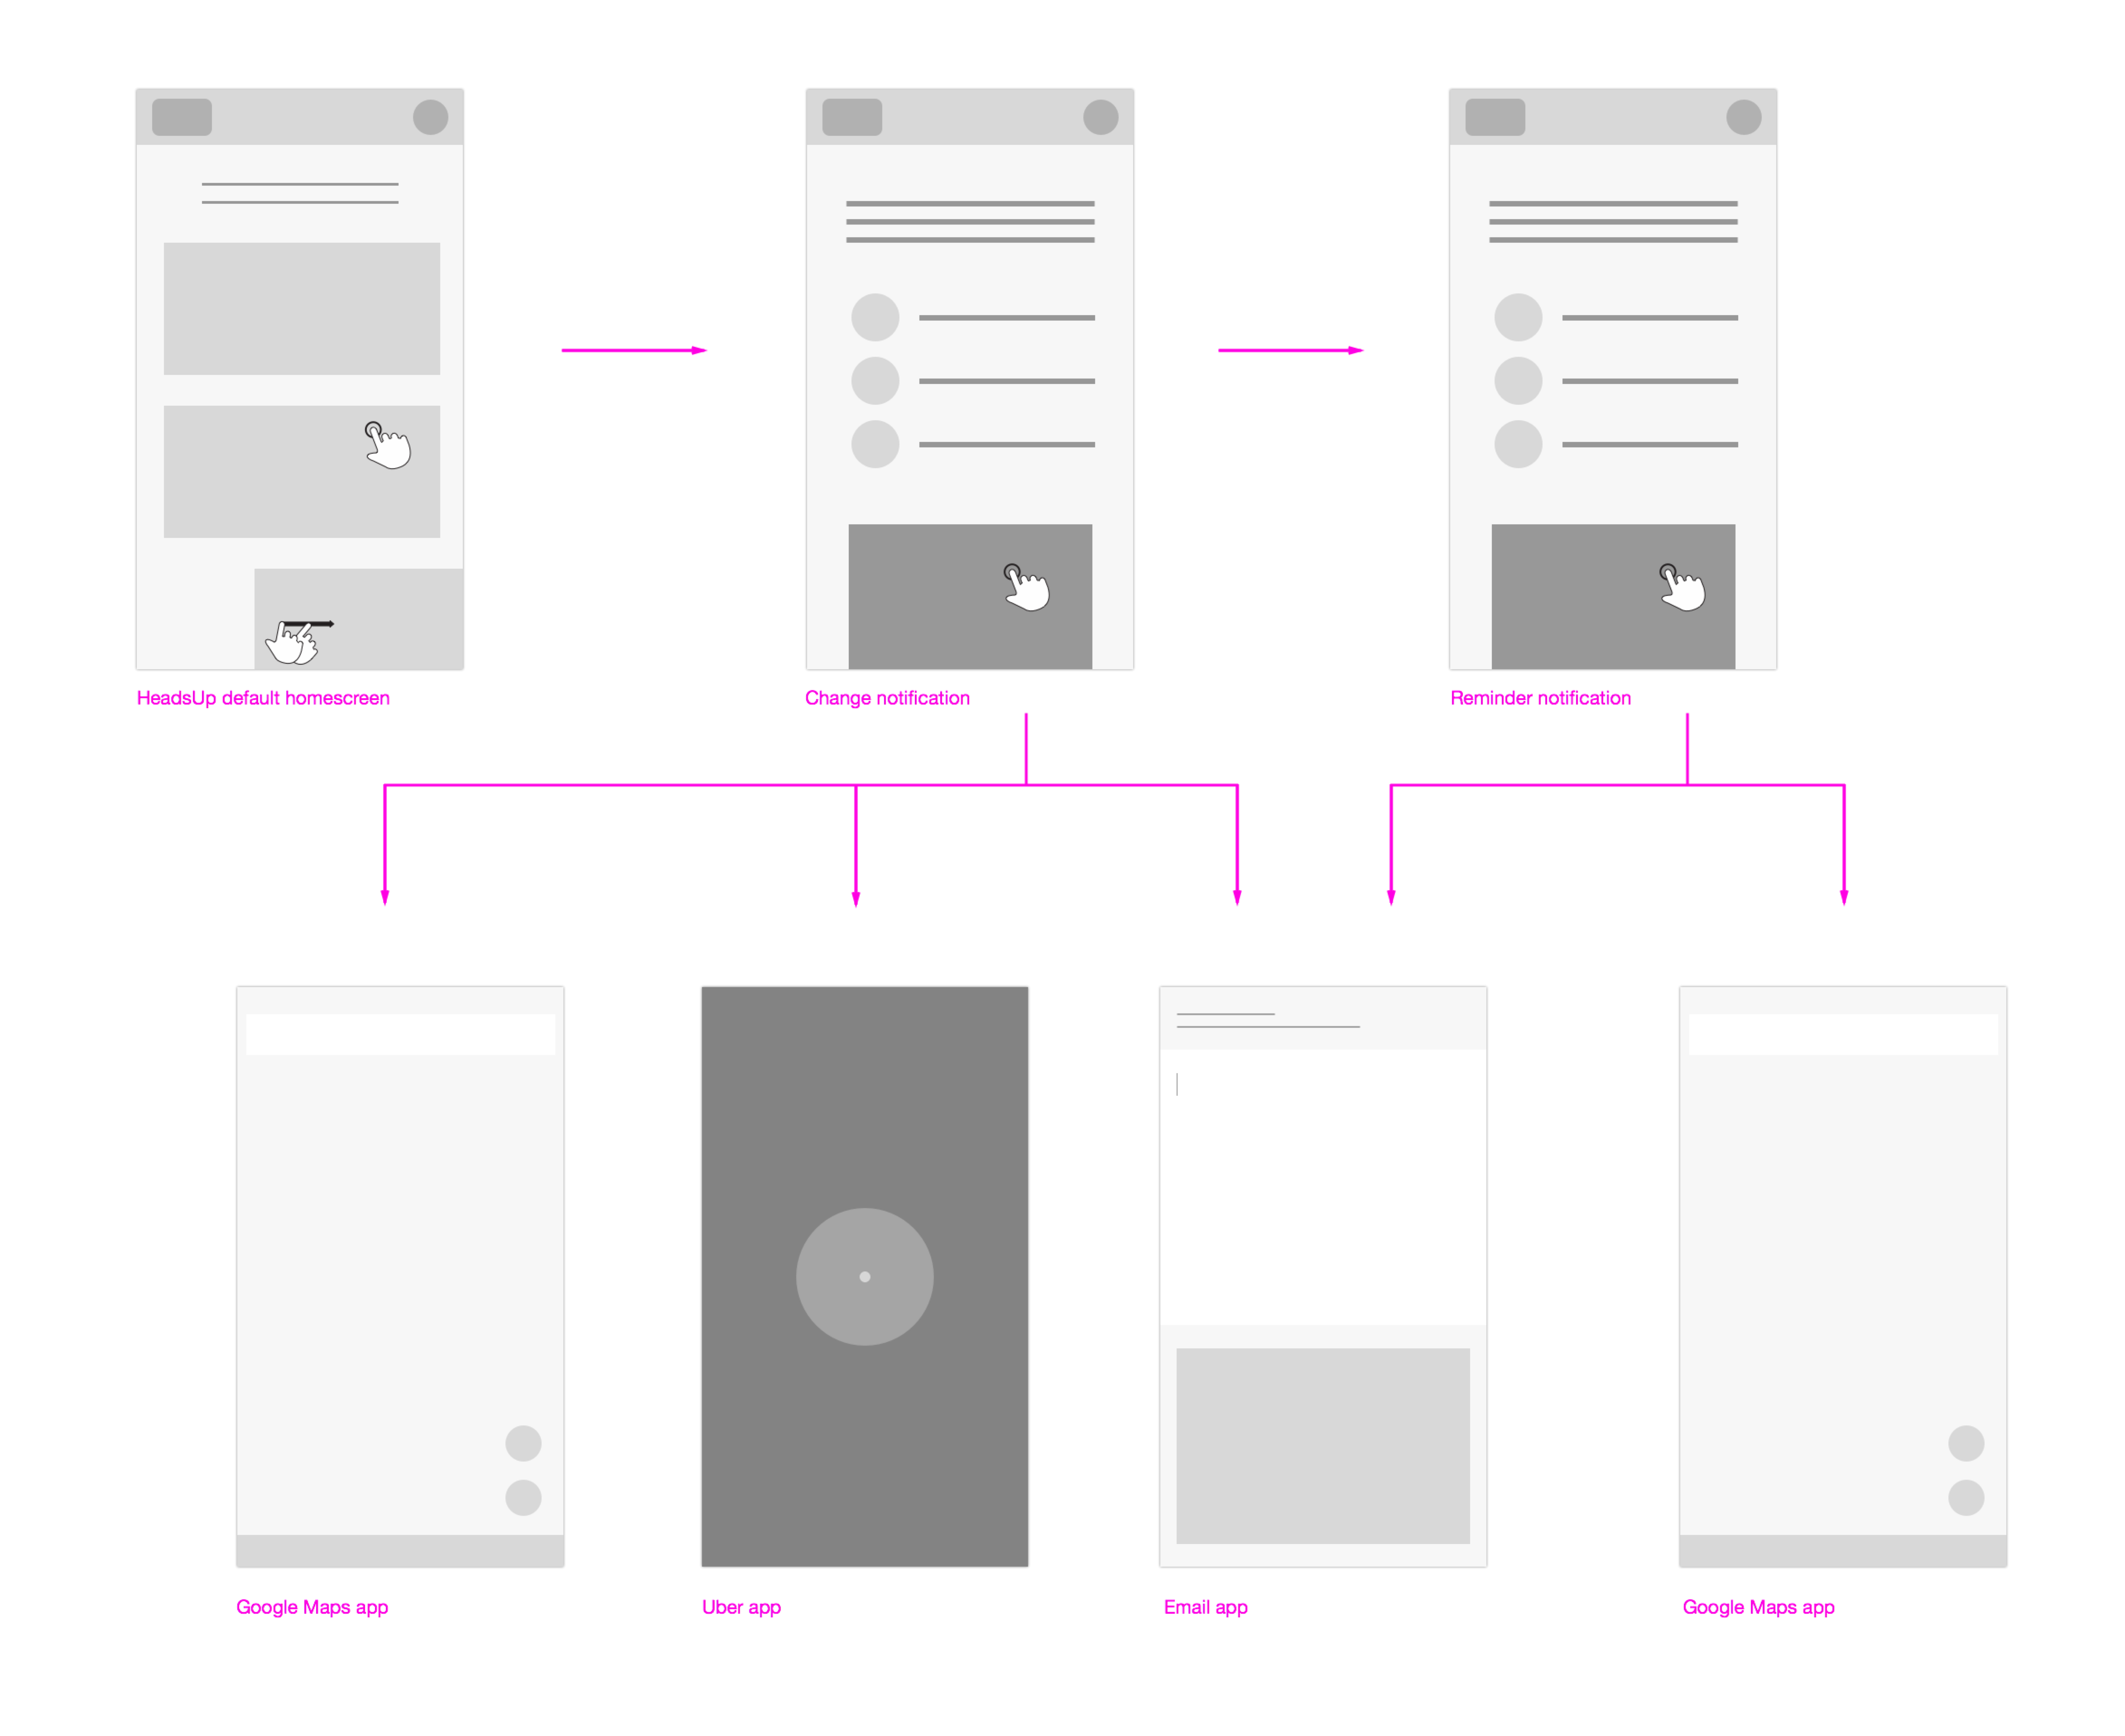 HeadsUp default homescreen
Change notification
Reminder notification
Google Maps app
Uber app
Email app
Google Maps app